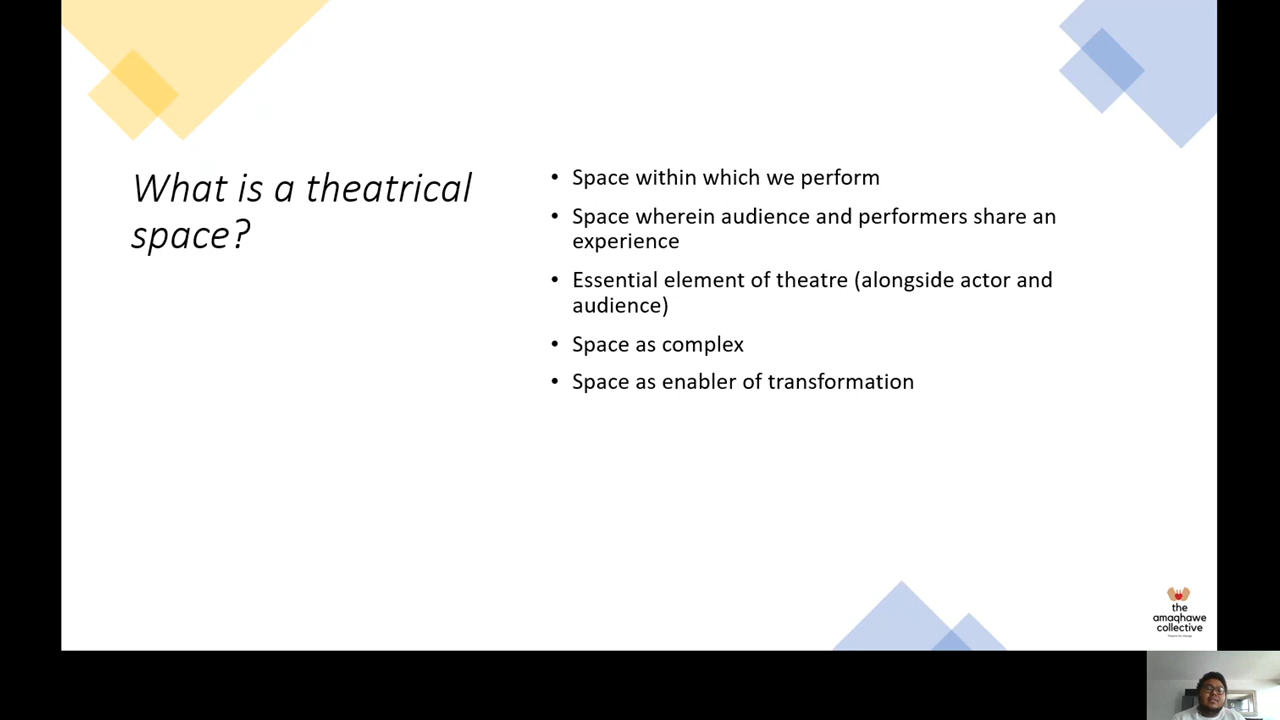 What is a theatrical
space?
• Space within which we perform
• Space wherein audience and performers share an
experience
• Essential element of theatre (alongside actor and
audience)
• Space as complex
• Space as enabler of transformation
the
amaqhawe
collective